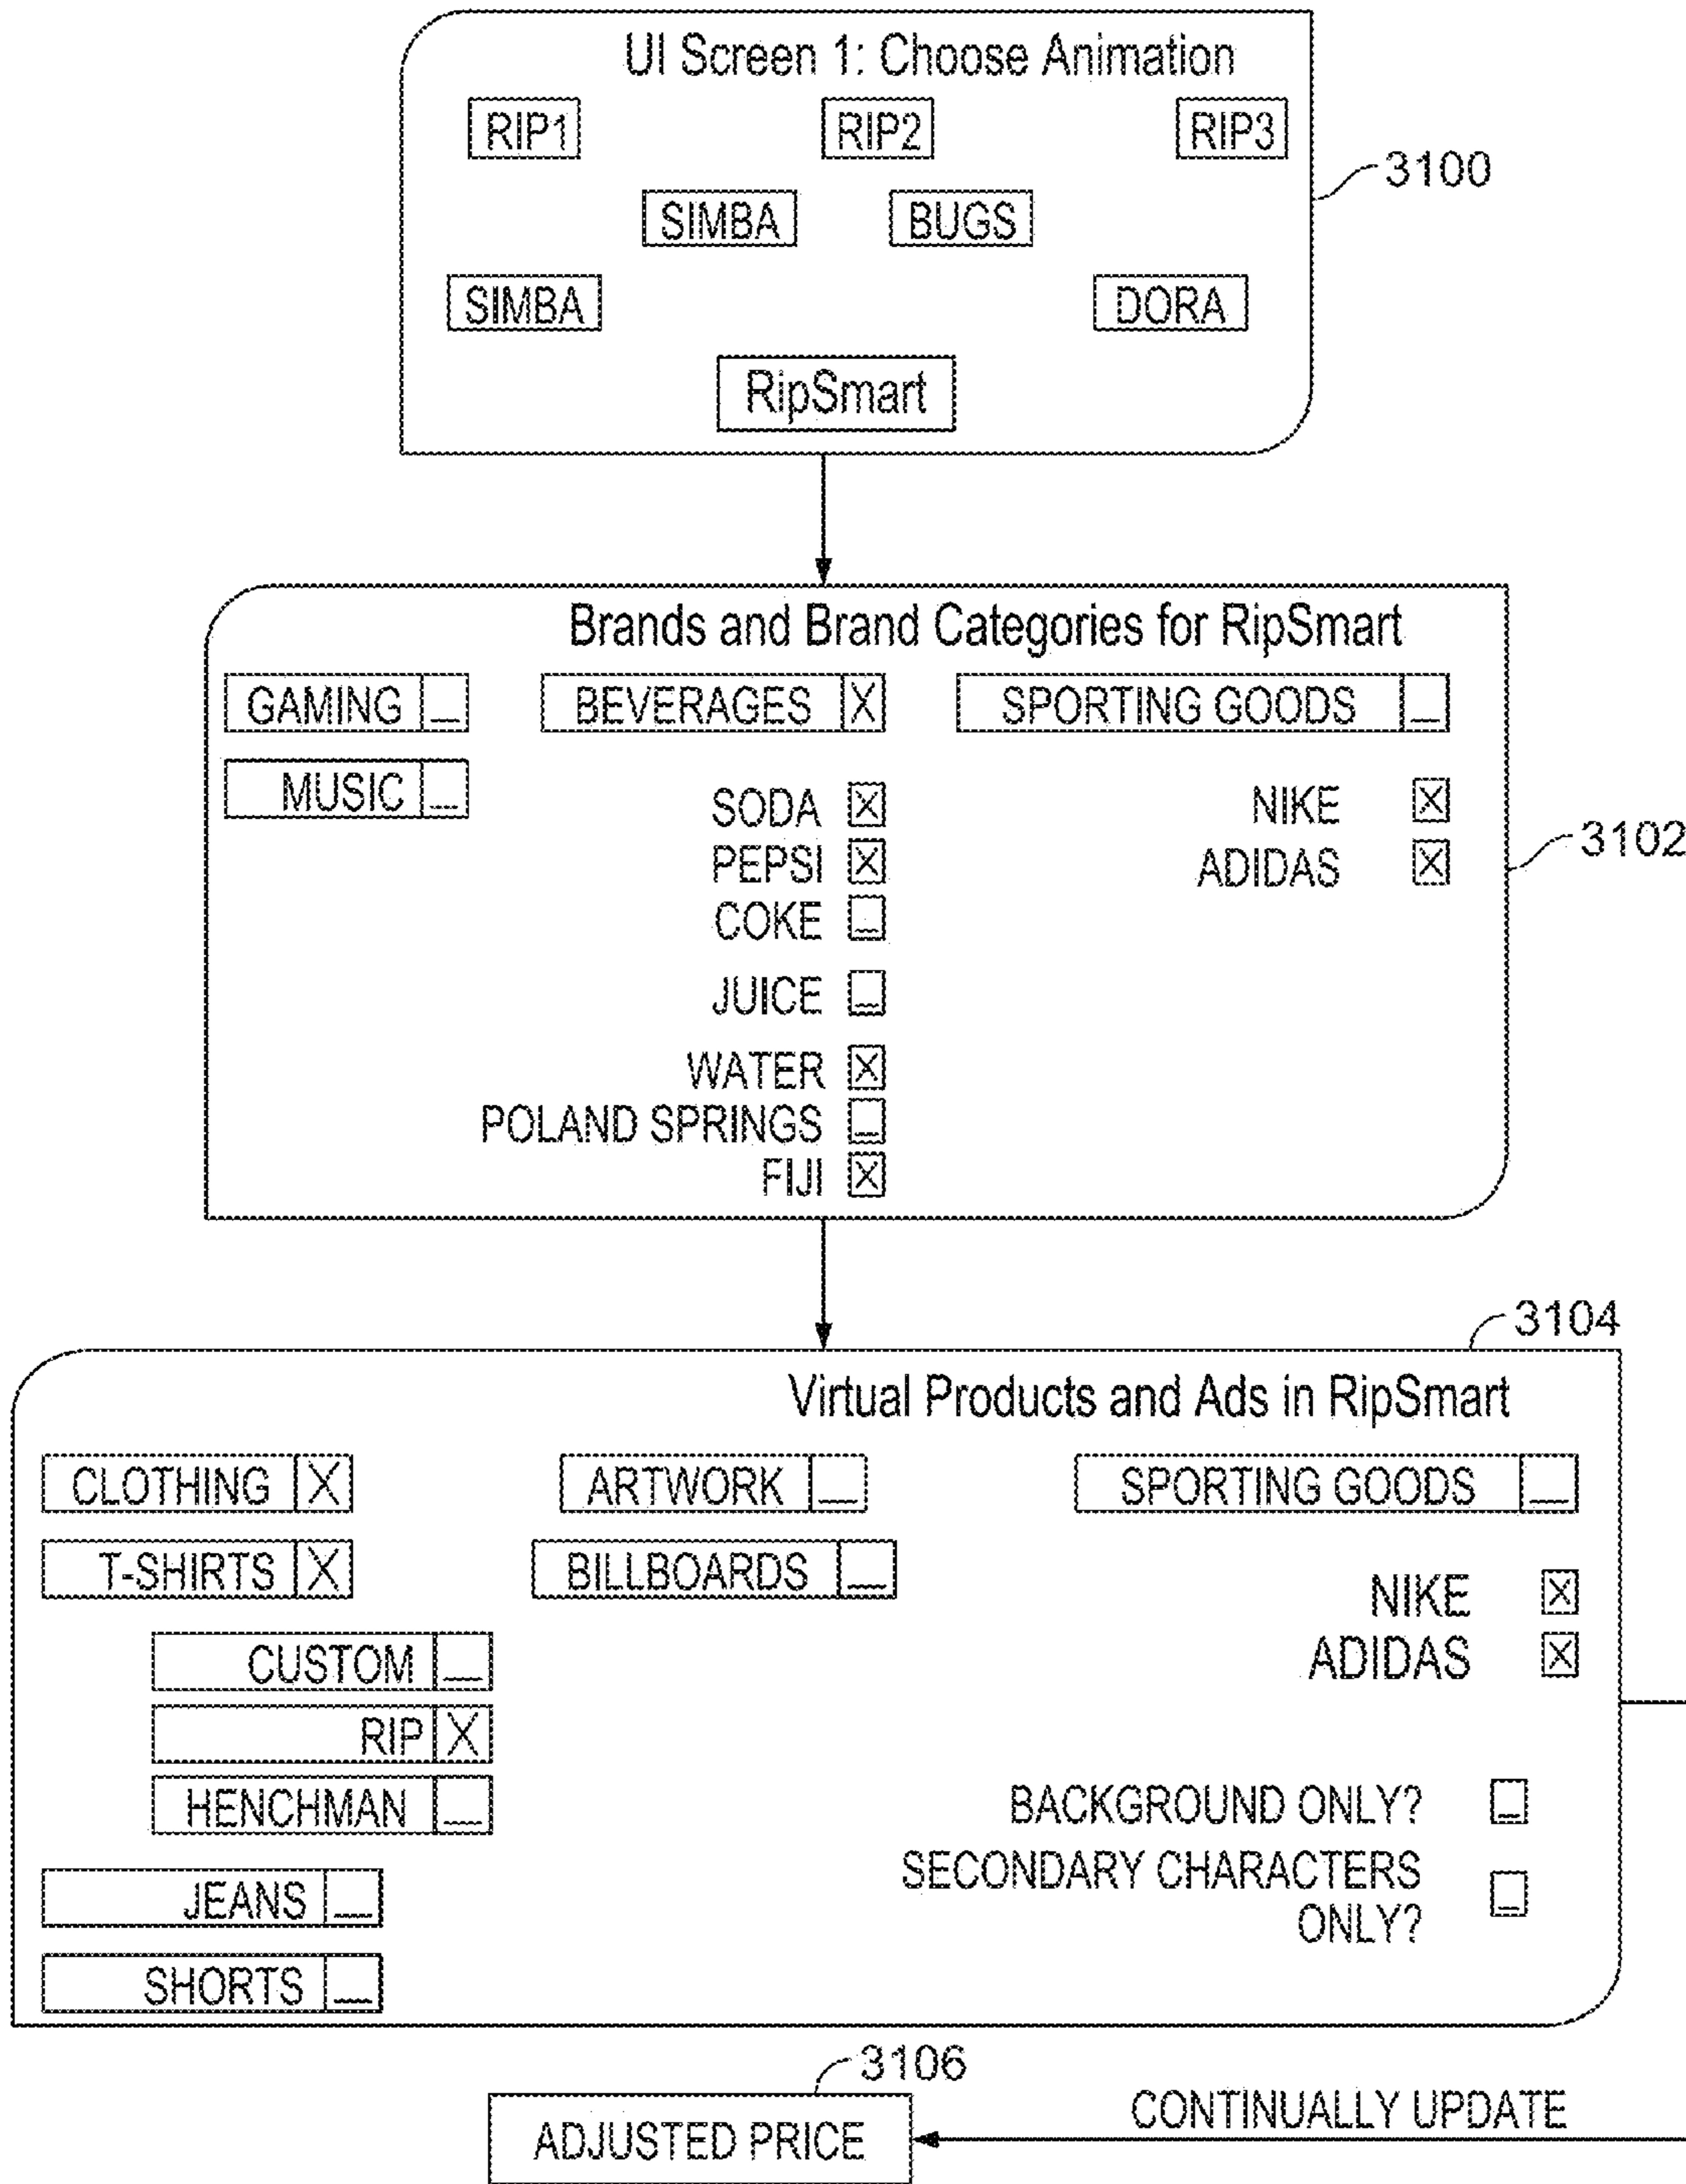 UI Screen 1: Choose Animation
RIP1 RIP2 RIP3
3100
SIMBA BUGS
SIMBA DORA
RipSmart
Brands and Brand Categories for RipSmart
GAMING _ BEVERAGES X SPORTING GOODS _
MUSIC _
SODA X NIKE X
3102
PEPSI X ADIDAS X
COKE _
JUICE _
WATER X
POLAND SPRINGS _
FIJI X
3104
Virtual Products and Ads in RipSmart
CLOTHING X ARTWORK _ SPORTING GOODS _
T-SHIRTS X BILLBOARDS _
NIKE X
CUSTOM _ ADIDAS X
RIP X
HENCHMAN _ BACKGROUND ONLY? _
SECONDARY CHARACTERS
ONLY? _
JEANS _
SHORTS _
3106
ADJUSTED PRICE CONTINUALLY UPDATE